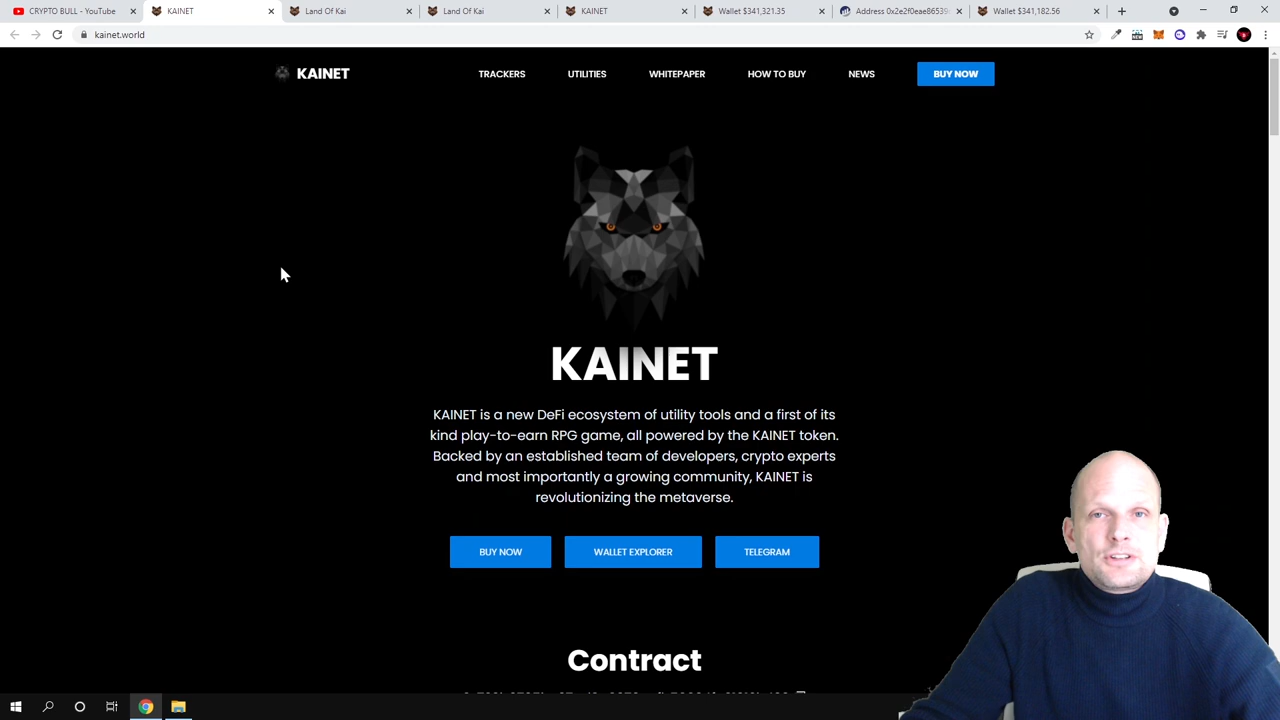 CRYPTO BULL - YouTube
KAINET
Land Of Kai
Land Of Kai
KAINET
Wallet $341,321.35
Address 0x2e2f0eae86539
Wallet $341,182.56
kainet.world
KAINET
TRACKERS
UTILITIES
WHITEPAPER
HOW TO BUY
NEWS
BUY NOW
KAINET
KAINET is a new DeFi ecosystem of utility tools and a first of its
kind play-to-earn RPG game, all powered by the KAINET token.
Backed by an established team of developers, crypto experts
and most importantly a growing community, KAINET is
revolutionizing the metaverse.
BUY NOW
WALLET EXPLORER
TELEGRAM
Contract